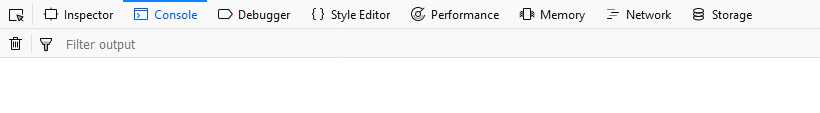 Inspector Console Debugger Style Editor Performance Memory Network Storage
Filter output